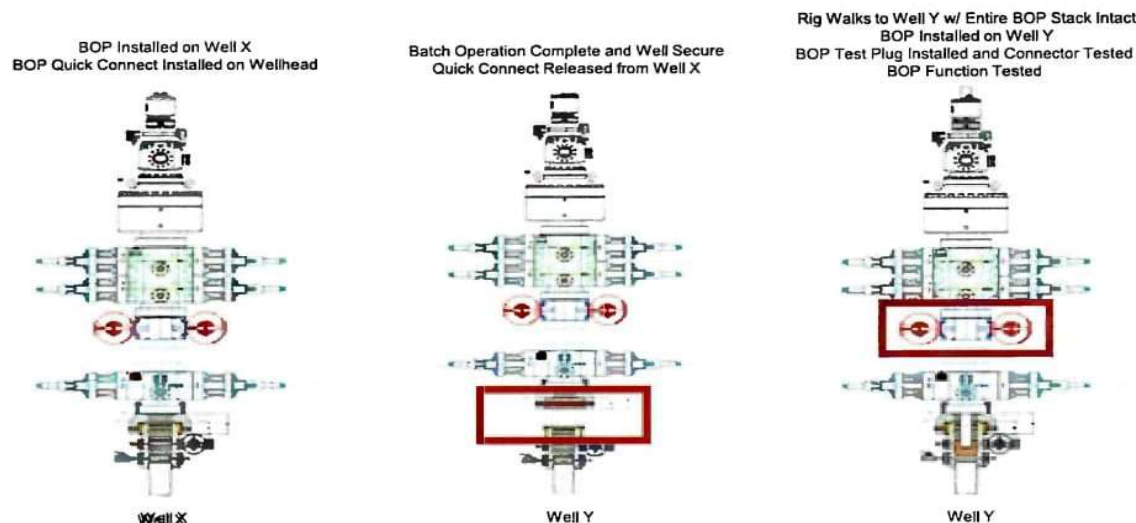 BOP Installed on Well X
BOP Quick Connect Installed on Wellhead
Batch Operation Complete and Well Secure
Quick Connect Released from Well X
Rig Walks to Well Y w/ Entire BOP Stack Intact
BOP Installed on Well Y
BOP Test Plug Installed and Connector Tested
BOP Function Tested
Well X
Well Y
Well Y